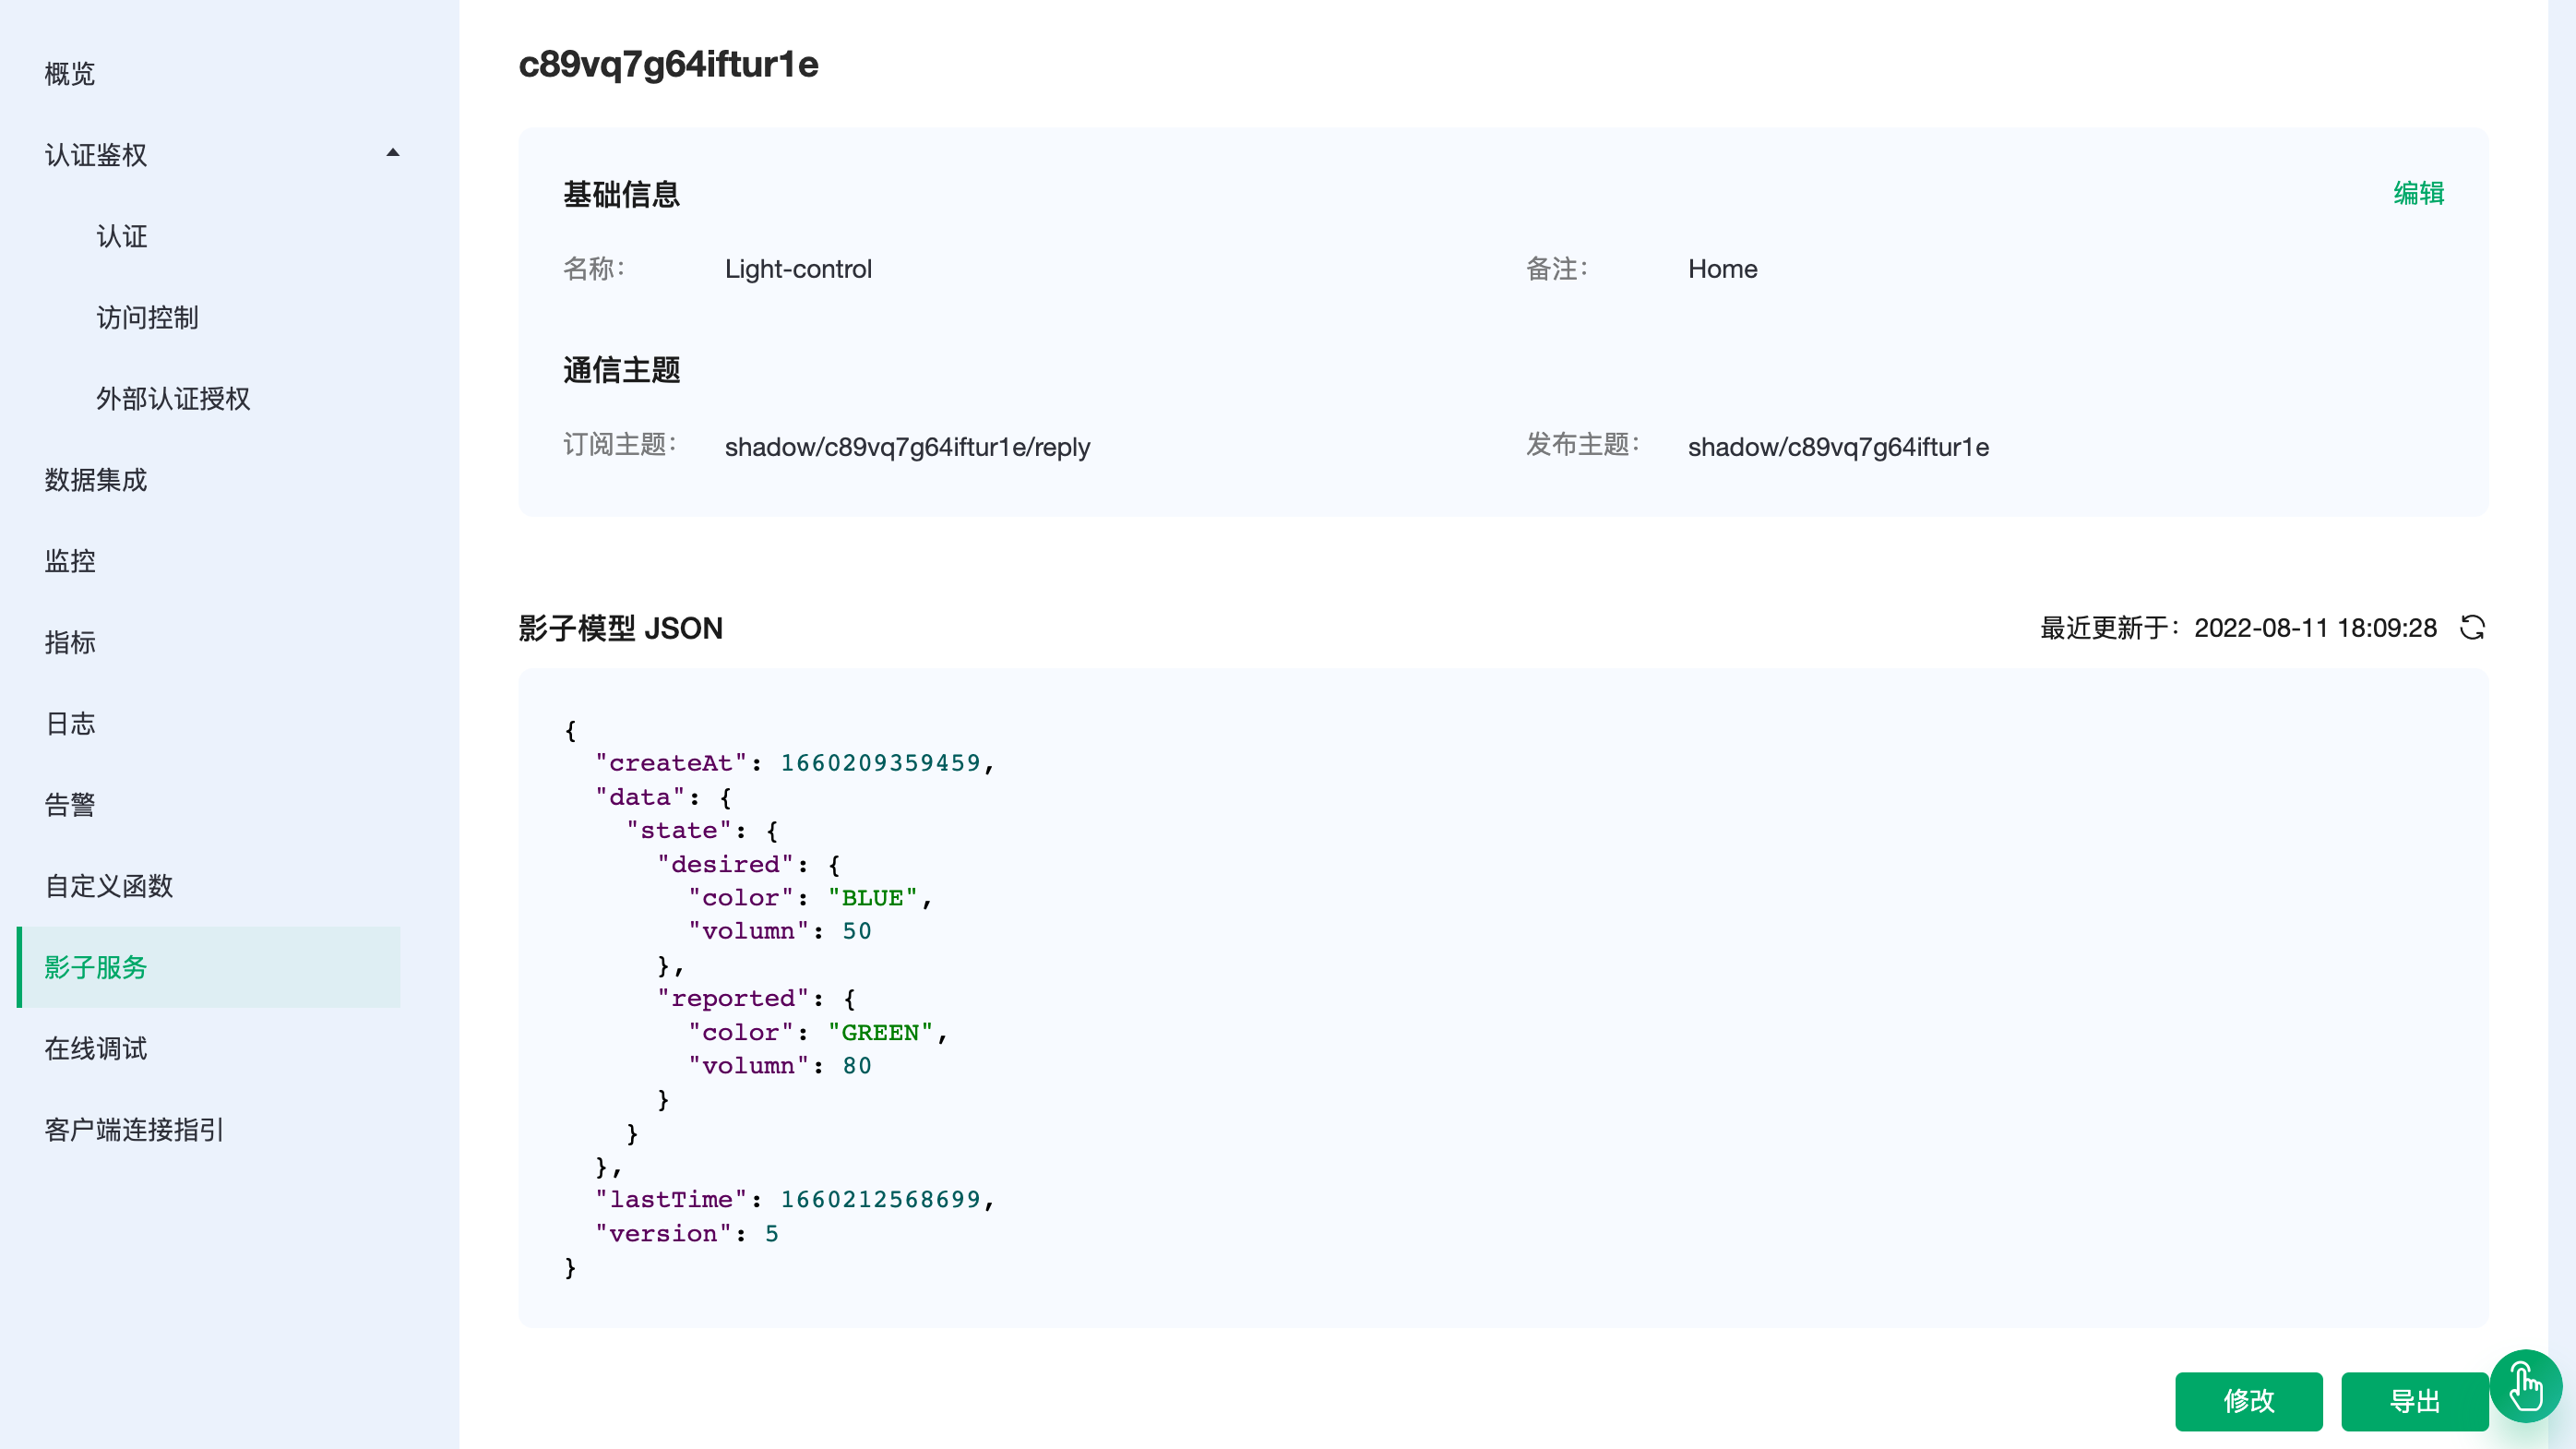 概览
认证鉴权
认证
访问控制
外部认证授权
数据集成
监控
指标
日志
告警
自定义函数
影子服务
在线调试
客户端连接指引
c89vq7g64iftur1e
基础信息
编辑
名称： Light-control
备注： Home
通信主题
订阅主题： shadow/c89vq7g64iftur1e/reply
发布主题： shadow/c89vq7g64iftur1e
影子模型 JSON
最近更新于：2022-08-11 18:09:28
{
  "createAt": 1660209359459,
  "data": {
    "state": {
      "desired": {
        "color": "BLUE",
        "volumn": 50
      },
      "reported": {
        "color": "GREEN",
        "volumn": 80
      }
    }
  },
  "lastTime": 1660212568699,
  "version": 5
}
修改
导出